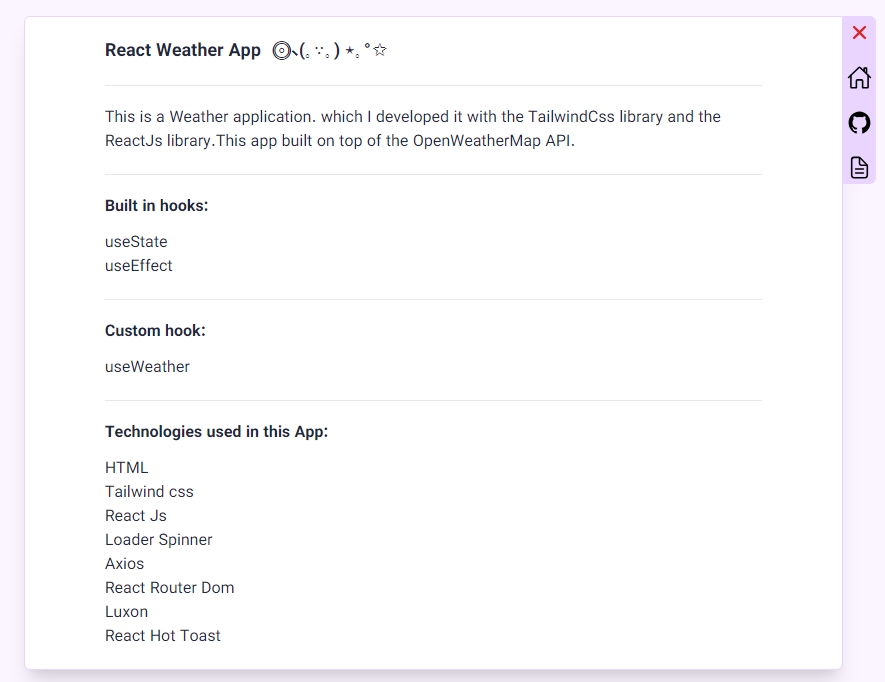 React Weather App ◎ヽ(｡∵｡)⋆｡°☆
This is a Weather application. which I developed it with the TailwindCss library and the
ReactJs library.This app built on top of the OpenWeatherMap API.
Built in hooks:
useState
useEffect
Custom hook:
useWeather
Technologies used in this App:
HTML
Tailwind css
React Js
Loader Spinner
Axios
React Router Dom
Luxon
React Hot Toast